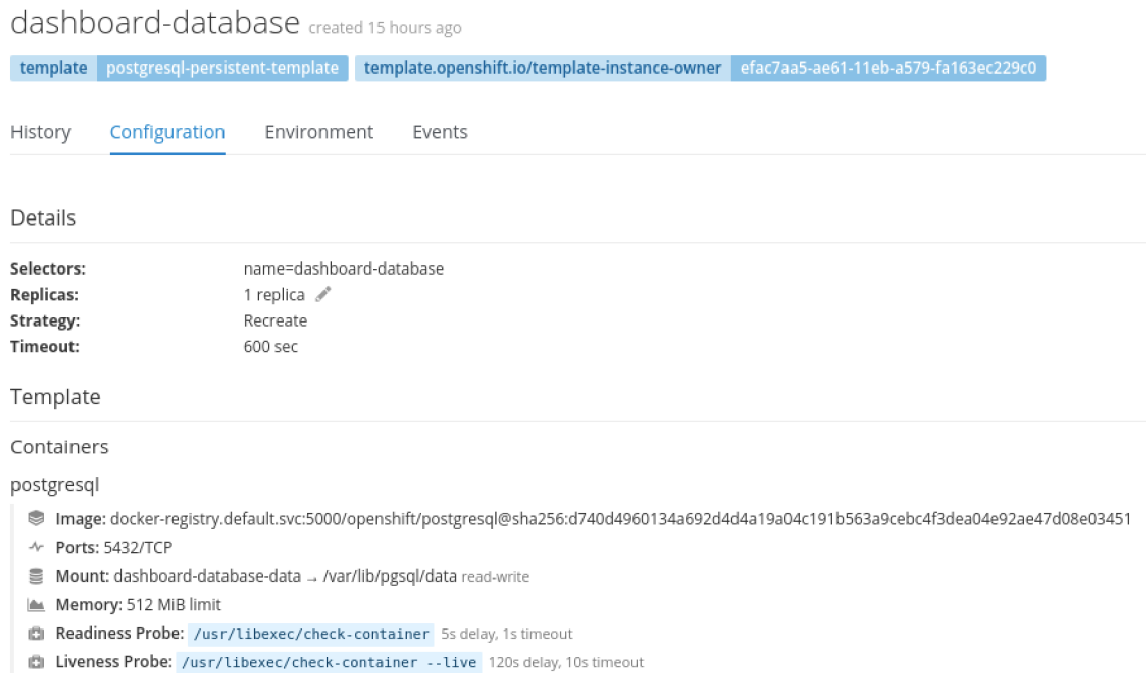 dashboard-database created 15 hours ago
template postgresql-persistent-template template.openshift.io/template-instance-owner efac7aa5-ae61-11eb-a579-fa163ec229c0
History Configuration Environment Events
Details
Selectors: name=dashboard-database
Replicas: 1 replica
Strategy: Recreate
Timeout: 600 sec
Template
Containers
postgresql
Image: docker-registry.default.svc:5000/openshift/postgresql@sha256:d740d4960134a692d4d4a19a04c191b563a9cebc4f3dea04e92ae47d08e03451
Ports: 5432/TCP
Mount: dashboard-database-data → /var/lib/pgsql/data read-write
Memory: 512 MiB limit
Readiness Probe: /usr/libexec/check-container 5s delay, 1s timeout
Liveness Probe: /usr/libexec/check-container --live 120s delay, 10s timeout